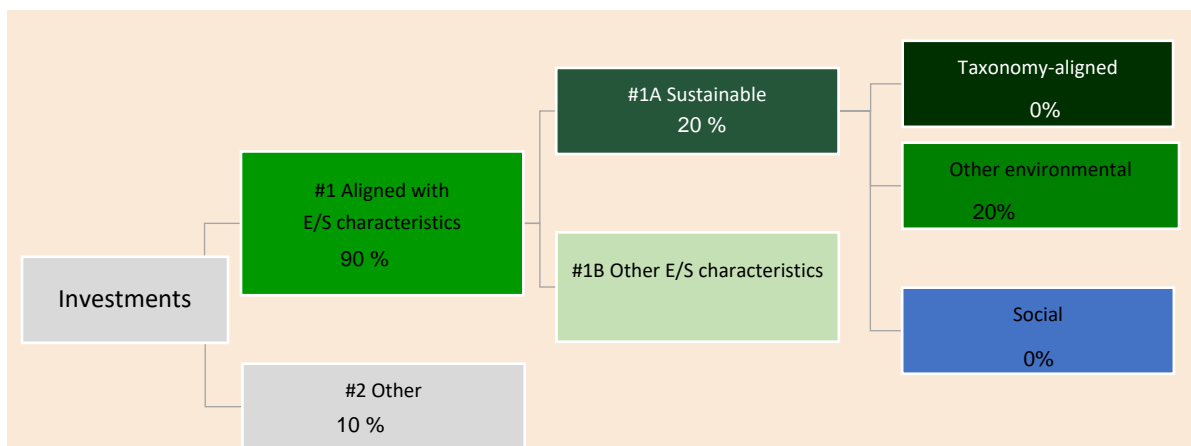 Investments
#1 Aligned with
E/S characteristics
90 %
#2 Other
10 %
#1A Sustainable
20 %
#1B Other E/S characteristics
Taxonomy-aligned
0%
Other environmental
20%
Social
0%